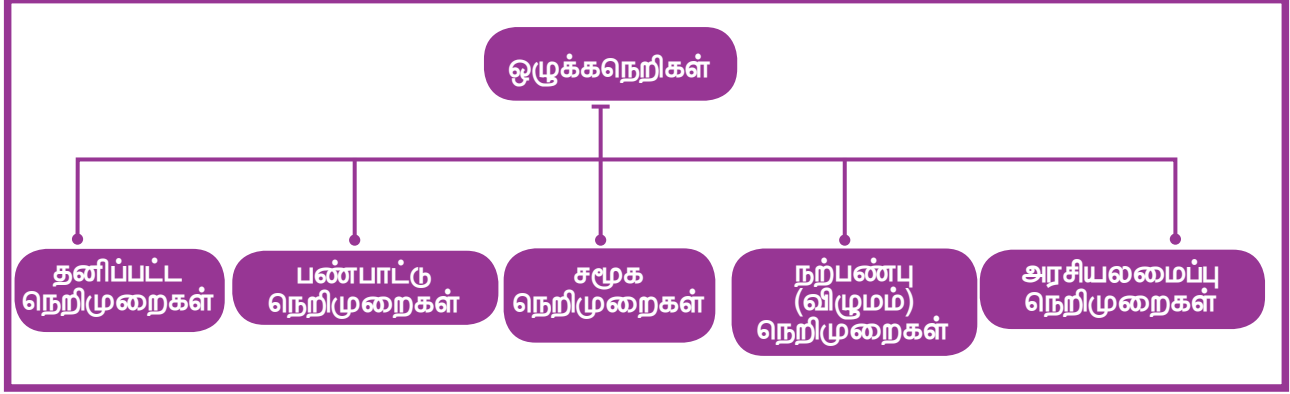 ஒழுக்கநெறிகள்
தனிப்பட்ட
நெறிமுறைகள்
பண்பாட்டு
நெறிமுறைகள்
சமூக
நெறிமுறைகள்
நற்பண்பு
(விழுமம்)
நெறிமுறைகள்
அரசியலமைப்பு
நெறிமுறைகள்